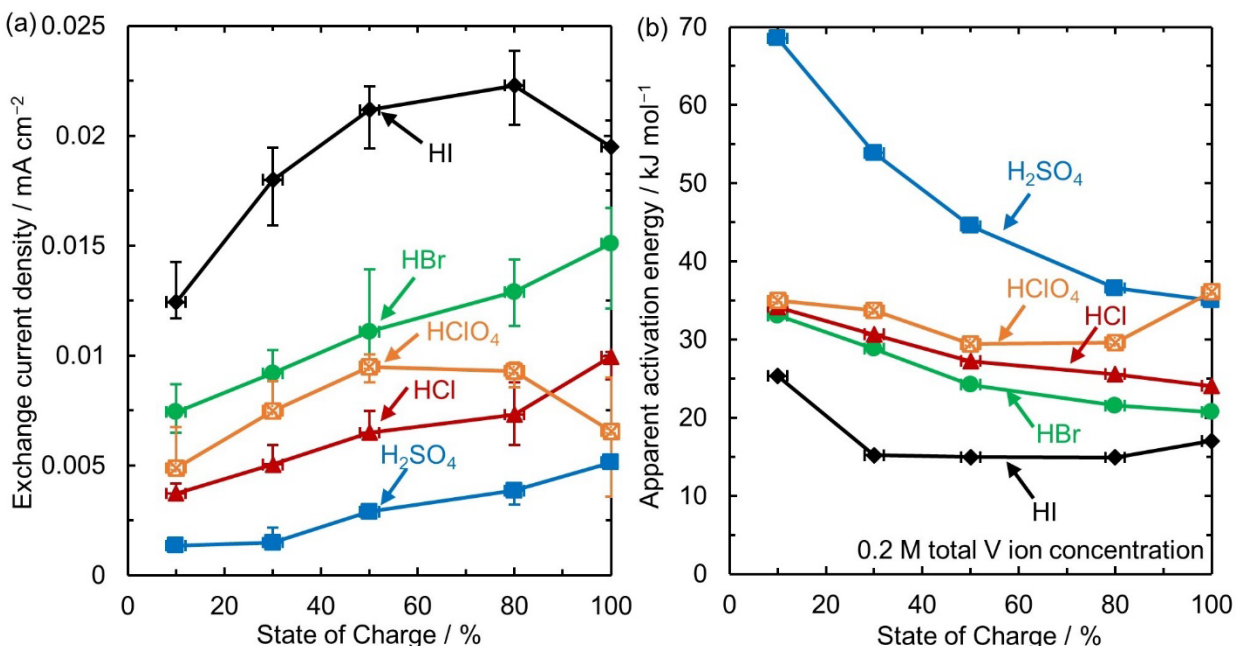 (a)
Exchange current density / mA cm⁻²
0.025
0.02
0.015
0.01
0.005
0
HI
HBr
HClO₄
HCl
H₂SO₄
0 20 40 60 80 100
State of Charge / %
(b)
Apparent activation energy / kJ mol⁻¹
70
60
50
40
30
20
10
0
H₂SO₄
HClO₄
HCl
HBr
HI
0.2 M total V ion concentration
0 20 40 60 80 100
State of Charge / %